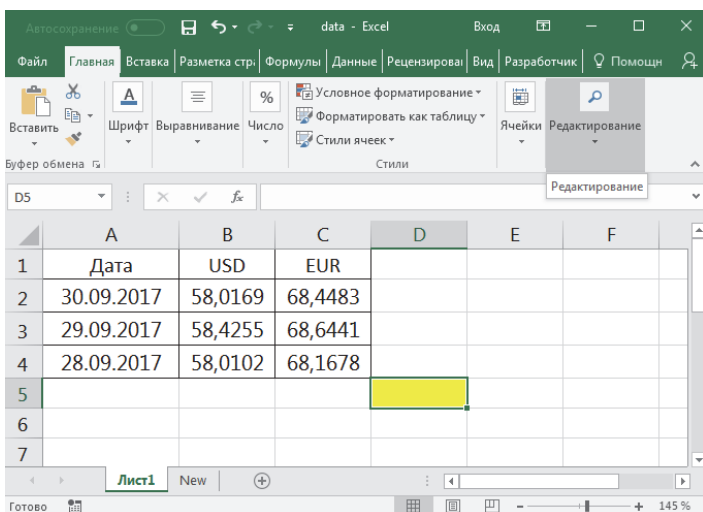 Автосохранение data - Excel Вход
Файл Главная Вставка Разметка стра Формулы Данные Рецензироваі Вид Разработчик Помощн
Вставить Шрифт Выравнивание Число Условное форматирование Форматировать как таблицу Стили ячеек Ячейки Редактирование
Буфер обмена Стили
Редактирование
D5 fx
A B C D E F
1 Дата USD EUR
2 30.09.2017 58,0169 68,4483
3 29.09.2017 58,4255 68,6441
4 28.09.2017 58,0102 68,1678
5
6
7
Лист1 New
Готово 145 %